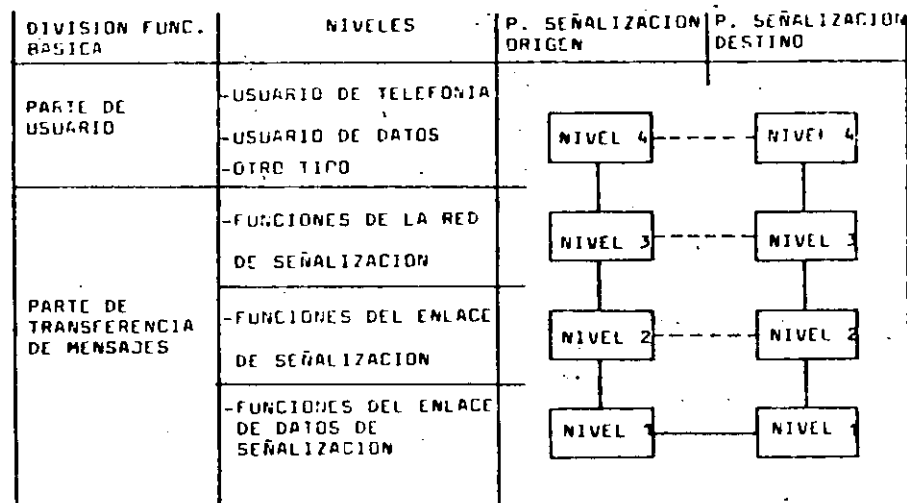 DIVISION FUNC.
BASICA
NIVELES
P. SEÑALIZACION
ORIGEN
P. SEÑALIZACION
DESTINO
PARTE DE
USUARIO
-USUARIO DE TELEFONIA
-USUARIO DE DATOS
-OTRO TIPO
NIVEL 4
NIVEL 4
PARTE DE
TRANSFERENCIA
DE MENSAJES
-FUNCIONES DE LA RED
DE SEÑALIZACION
NIVEL 3
NIVEL 3
-FUNCIONES DEL ENLACE
DE SEÑALIZACION
NIVEL 2
NIVEL 2
-FUNCIONES DEL ENLACE
DE DATOS DE
SEÑALIZACION
NIVEL 1
NIVEL 1